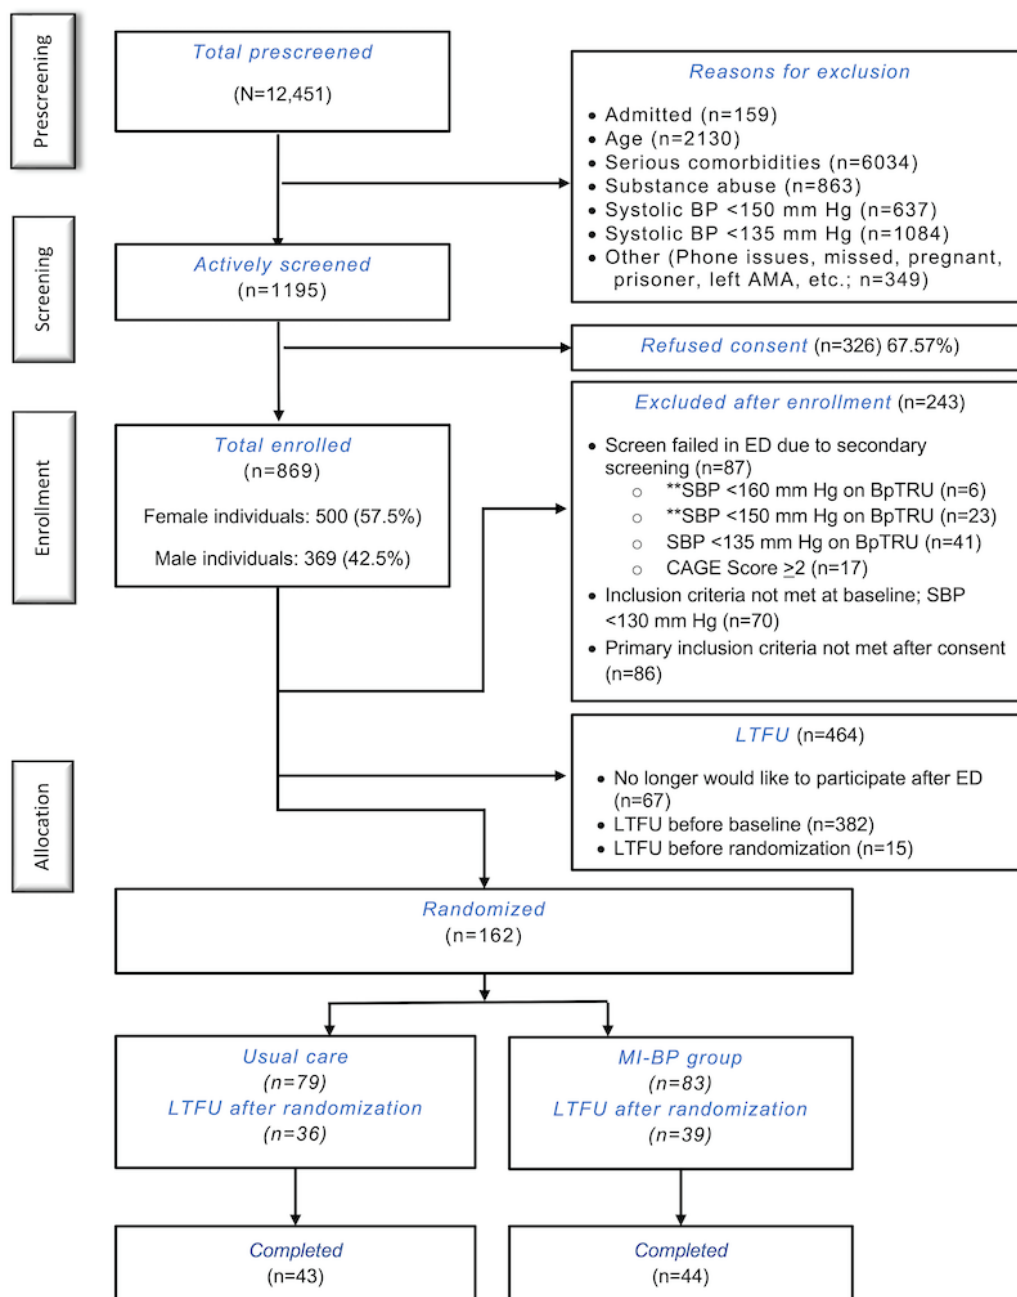 Prescreening
Total prescreened
(N=12,451)
Reasons for exclusion
• Admitted (n=159)
• Age (n=2130)
• Serious comorbidities (n=6034)
• Substance abuse (n=863)
• Systolic BP <150 mm Hg (n=637)
• Systolic BP <135 mm Hg (n=1084)
• Other (Phone issues, missed, pregnant,
prisoner, left AMA, etc.; n=349)
Screening
Actively screened
(n=1195)
Refused consent (n=326) 67.57%)
Enrollment
Total enrolled
(n=869)
Female individuals: 500 (57.5%)
Male individuals: 369 (42.5%)
Excluded after enrollment (n=243)
• Screen failed in ED due to secondary
screening (n=87)
○ **SBP <160 mm Hg on BpTRU (n=6)
○ **SBP <150 mm Hg on BpTRU (n=23)
○ SBP <135 mm Hg on BpTRU (n=41)
○ CAGE Score ≥2 (n=17)
• Inclusion criteria not met at baseline; SBP
<130 mm Hg (n=70)
• Primary inclusion criteria not met after consent
(n=86)
Allocation
LTFU (n=464)
• No longer would like to participate after ED
(n=67)
• LTFU before baseline (n=382)
• LTFU before randomization (n=15)
Randomized
(n=162)
Usual care
(n=79)
LTFU after randomization
(n=36)
MI-BP group
(n=83)
LTFU after randomization
(n=39)
Completed
(n=43)
Completed
(n=44)